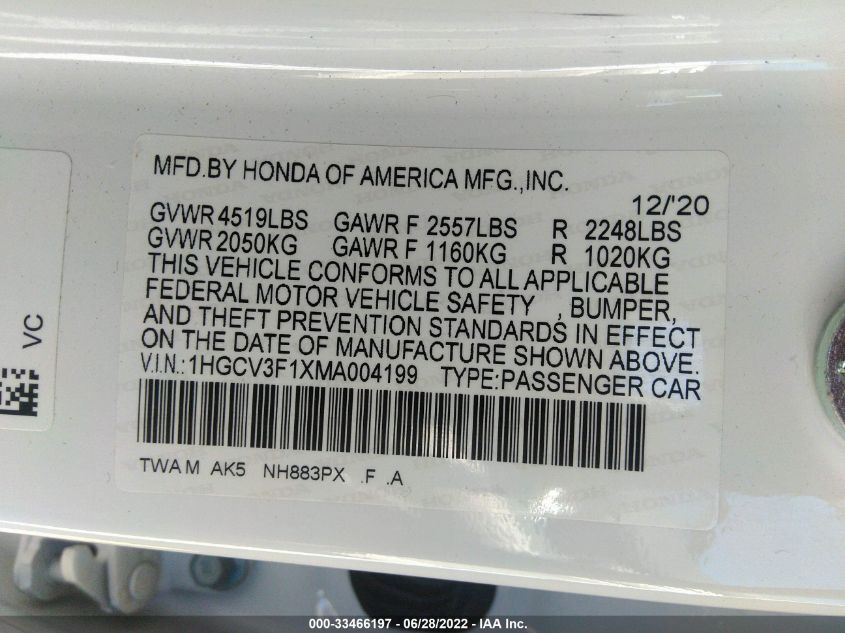 MFD.BY HONDA OF AMERICA MFG.,INC.
12/'20
GVWR 4519LBS GAWR F 2557LBS R 2248LBS
GVWR 2050KG GAWR F 1160KG R 1020KG
THIS VEHICLE CONFORMS TO ALL APPLICABLE
FEDERAL MOTOR VEHICLE SAFETY , BUMPER,
AND THEFT PREVENTION STANDARDS IN EFFECT
ON THE DATE OF MANUFACTURE SHOWN ABOVE.
V.I.N.:1HGCV3F1XMA004199 TYPE:PASSENGER CAR
TWA M AK5 NH883PX .F .A
VC
000-33466197 - 06/28/2022 - IAA Inc.